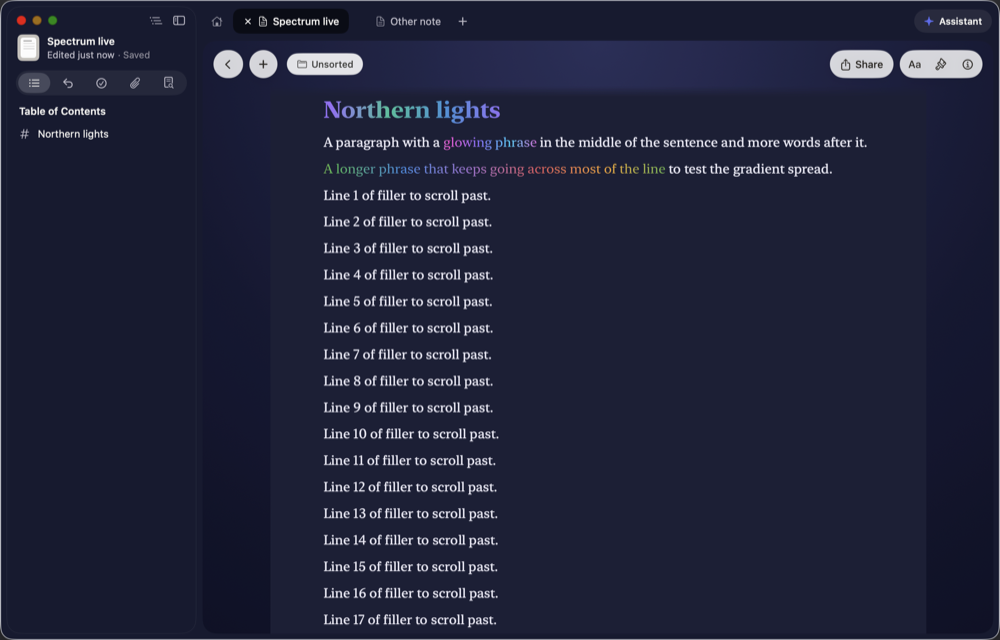 Spectrum live
Edited just now · Saved
Table of Contents
# Northern lights
Spectrum live
Other note
Assistant
Unsorted
Share
Aa
Northern lights
A paragraph with a glowing phrase in the middle of the sentence and more words after it.
A longer phrase that keeps going across most of the line to test the gradient spread.
Line 1 of filler to scroll past.
Line 2 of filler to scroll past.
Line 3 of filler to scroll past.
Line 4 of filler to scroll past.
Line 5 of filler to scroll past.
Line 6 of filler to scroll past.
Line 7 of filler to scroll past.
Line 8 of filler to scroll past.
Line 9 of filler to scroll past.
Line 10 of filler to scroll past.
Line 11 of filler to scroll past.
Line 12 of filler to scroll past.
Line 13 of filler to scroll past.
Line 14 of filler to scroll past.
Line 15 of filler to scroll past.
Line 16 of filler to scroll past.
Line 17 of filler to scroll past.